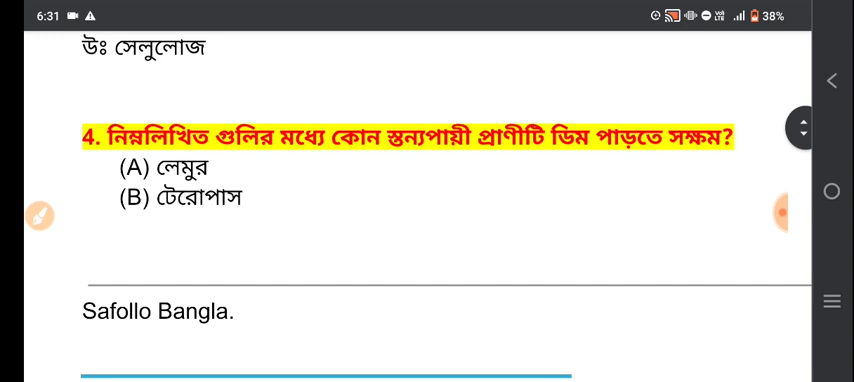 6:31
38%
উঃ সেলুলোজ
4. নিম্নলিখিত গুলির মধ্যে কোন স্তন্যপায়ী প্রাণীটি ডিম পাড়তে সক্ষম?
(A) লেমুর
(B) টেরোপাস
Safollo Bangla.